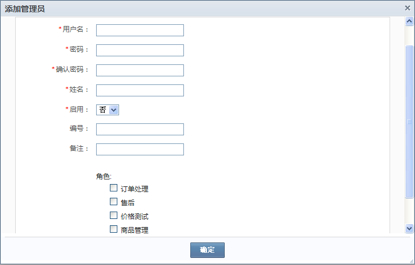 添加管理员
*用户名：
*密码：
*确认密码：
*姓名：
*启用： 否
编号：
备注：
角色:
订单处理
售后
价格测试
商品管理
确定